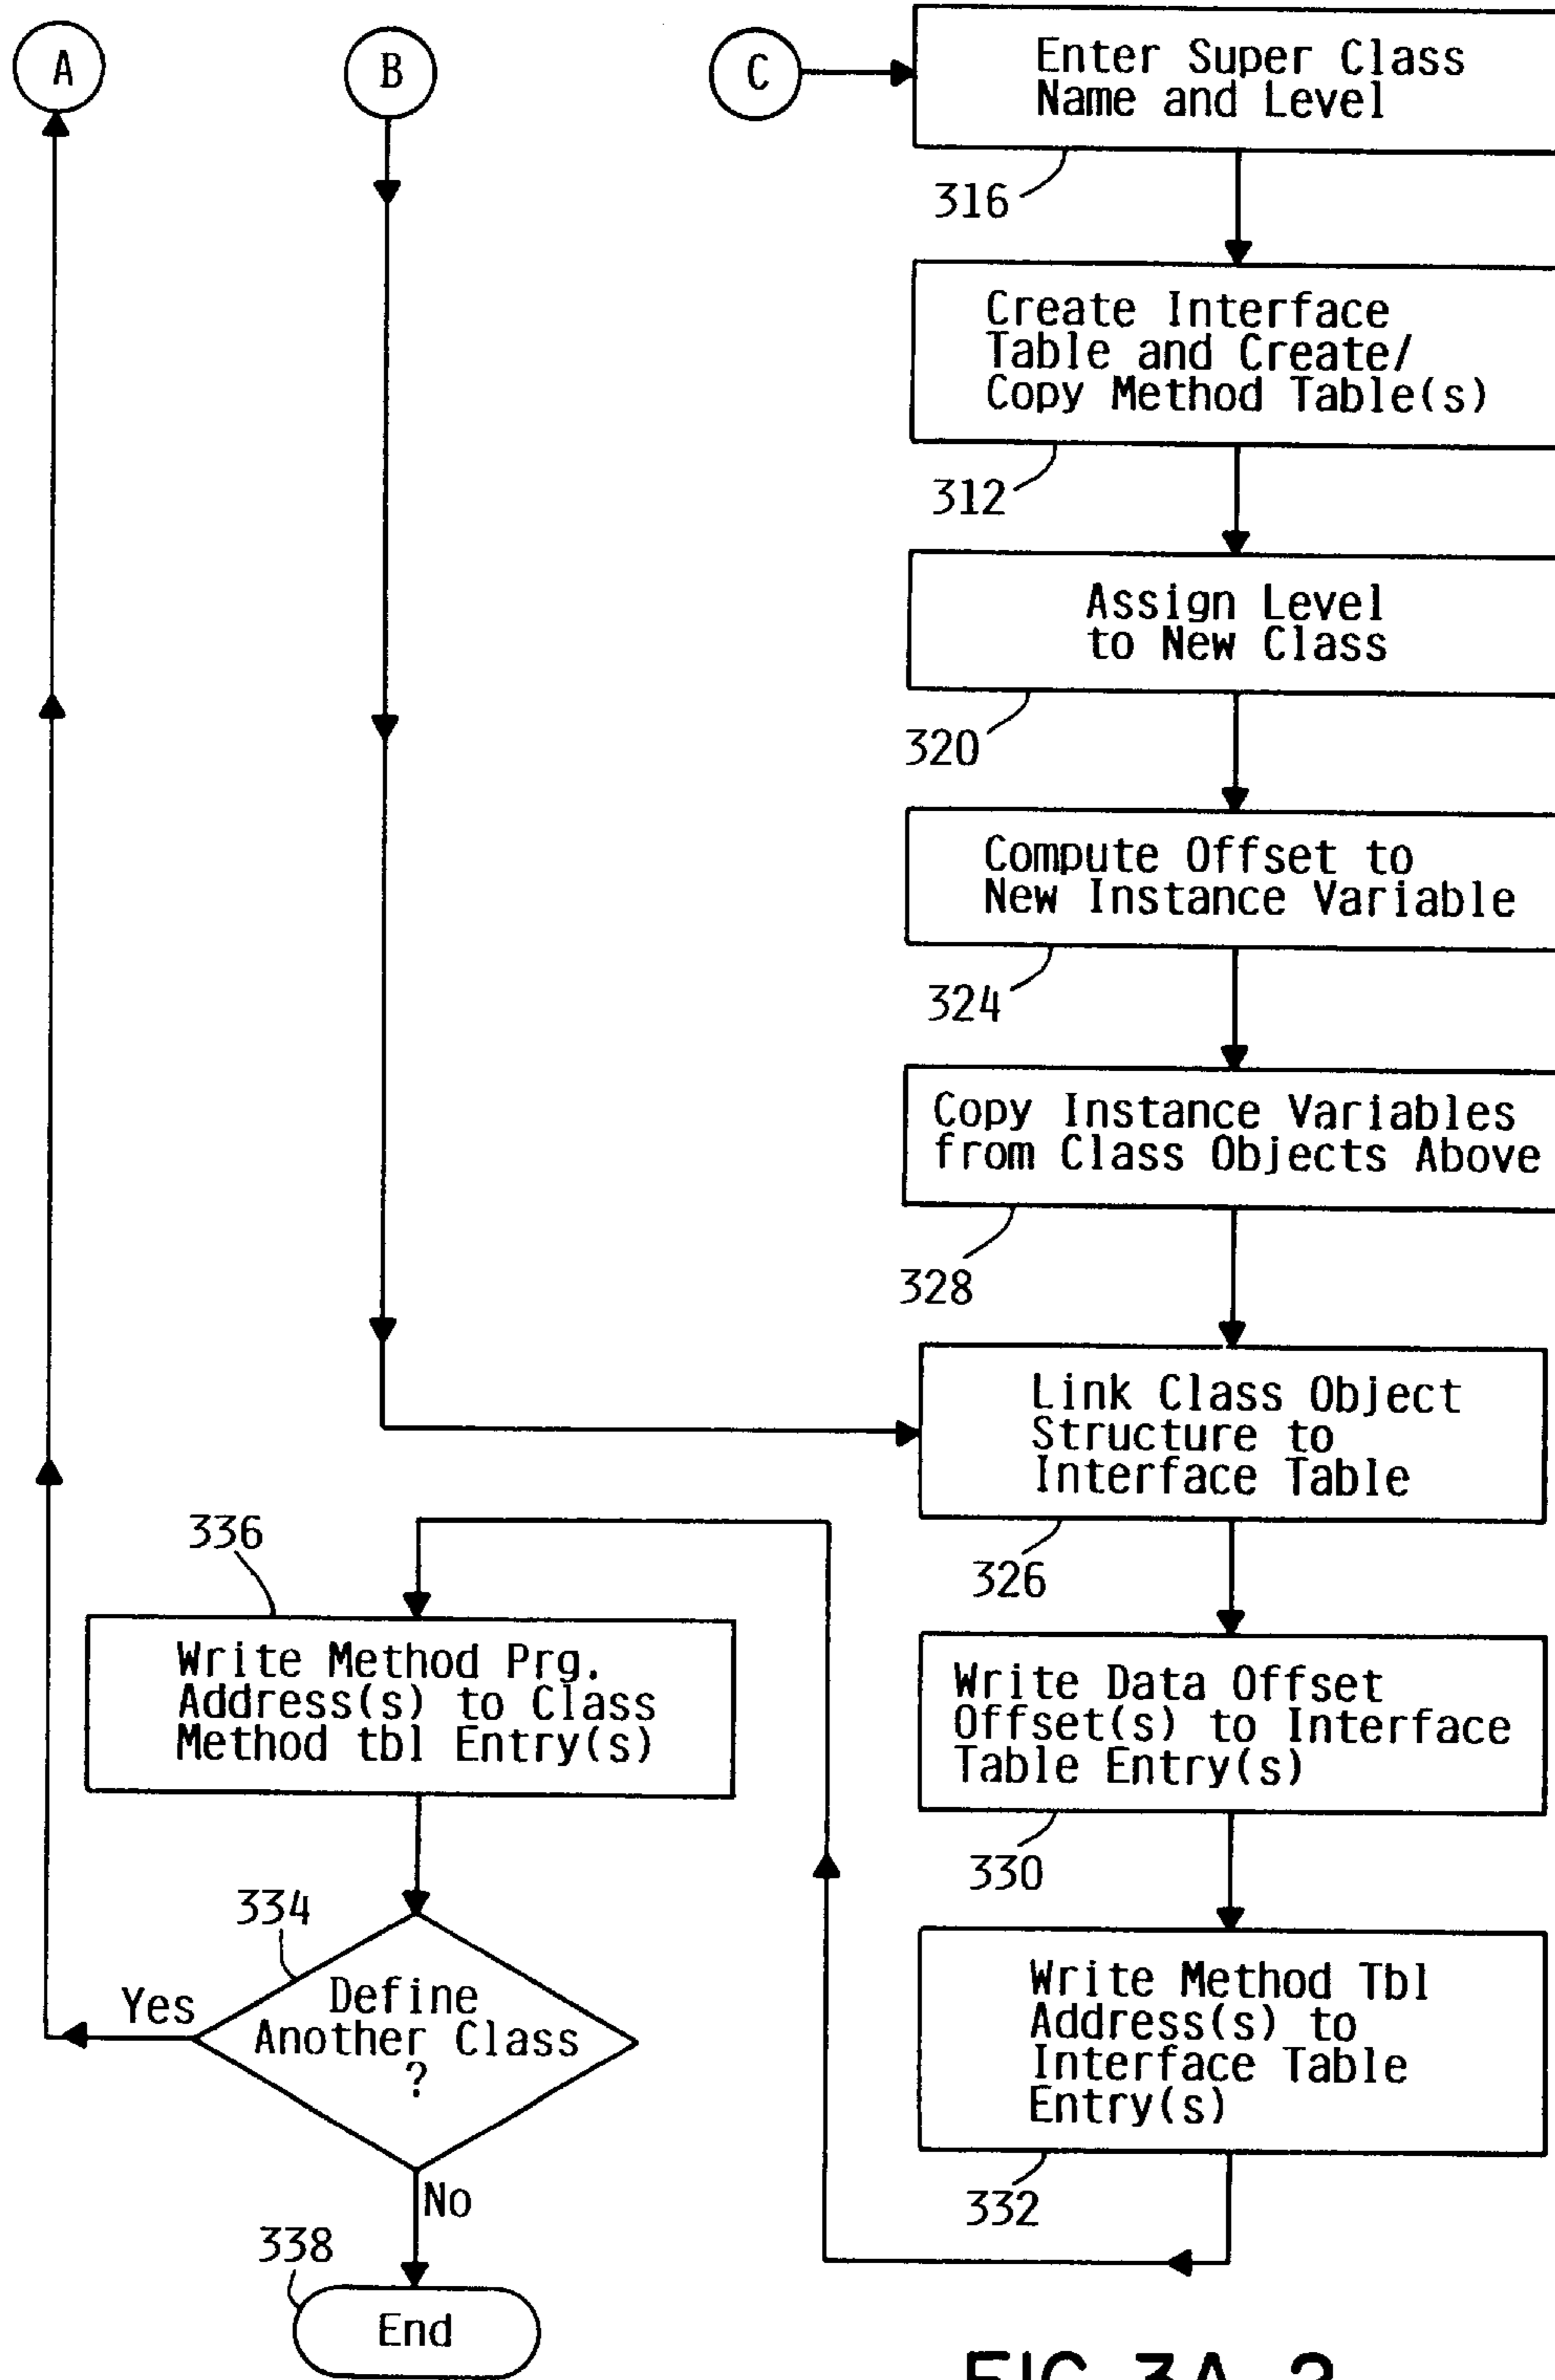 A
B
C
Enter Super Class
Name and Level
316
Create Interface
Table and Create/
Copy Method Table(s)
312
Assign Level
to New Class
320
Compute Offset to
New Instance Variable
324
Copy Instance Variables
from Class Objects Above
328
Link Class Object
Structure to
Interface Table
326
Write Data Offset
Offset(s) to Interface
Table Entry(s)
330
Write Method Tbl
Address(s) to
Interface Table
Entry(s)
332
336
Write Method Prg.
Address(s) to Class
Method tbl Entry(s)
334
Define
Another Class
?
Yes
No
338
End
FIG. 3A-2